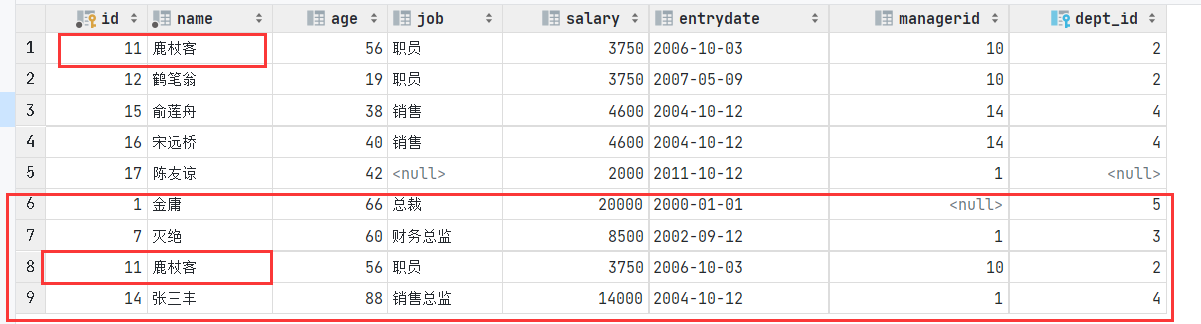 id name age job salary entrydate managerid dept_id
1 11 鹿杖客 56 职员 3750 2006-10-03 10 2
2 12 鹤笔翁 19 职员 3750 2007-05-09 10 2
3 15 俞莲舟 38 销售 4600 2004-10-12 14 4
4 16 宋远桥 40 销售 4600 2004-10-12 14 4
5 17 陈友谅 42 <null> 2000 2011-10-12 1 <null>
6 1 金庸 66 总裁 20000 2000-01-01 <null> 5
7 7 灭绝 60 财务总监 8500 2002-09-12 1 3
8 11 鹿杖客 56 职员 3750 2006-10-03 10 2
9 14 张三丰 88 销售总监 14000 2004-10-12 1 4